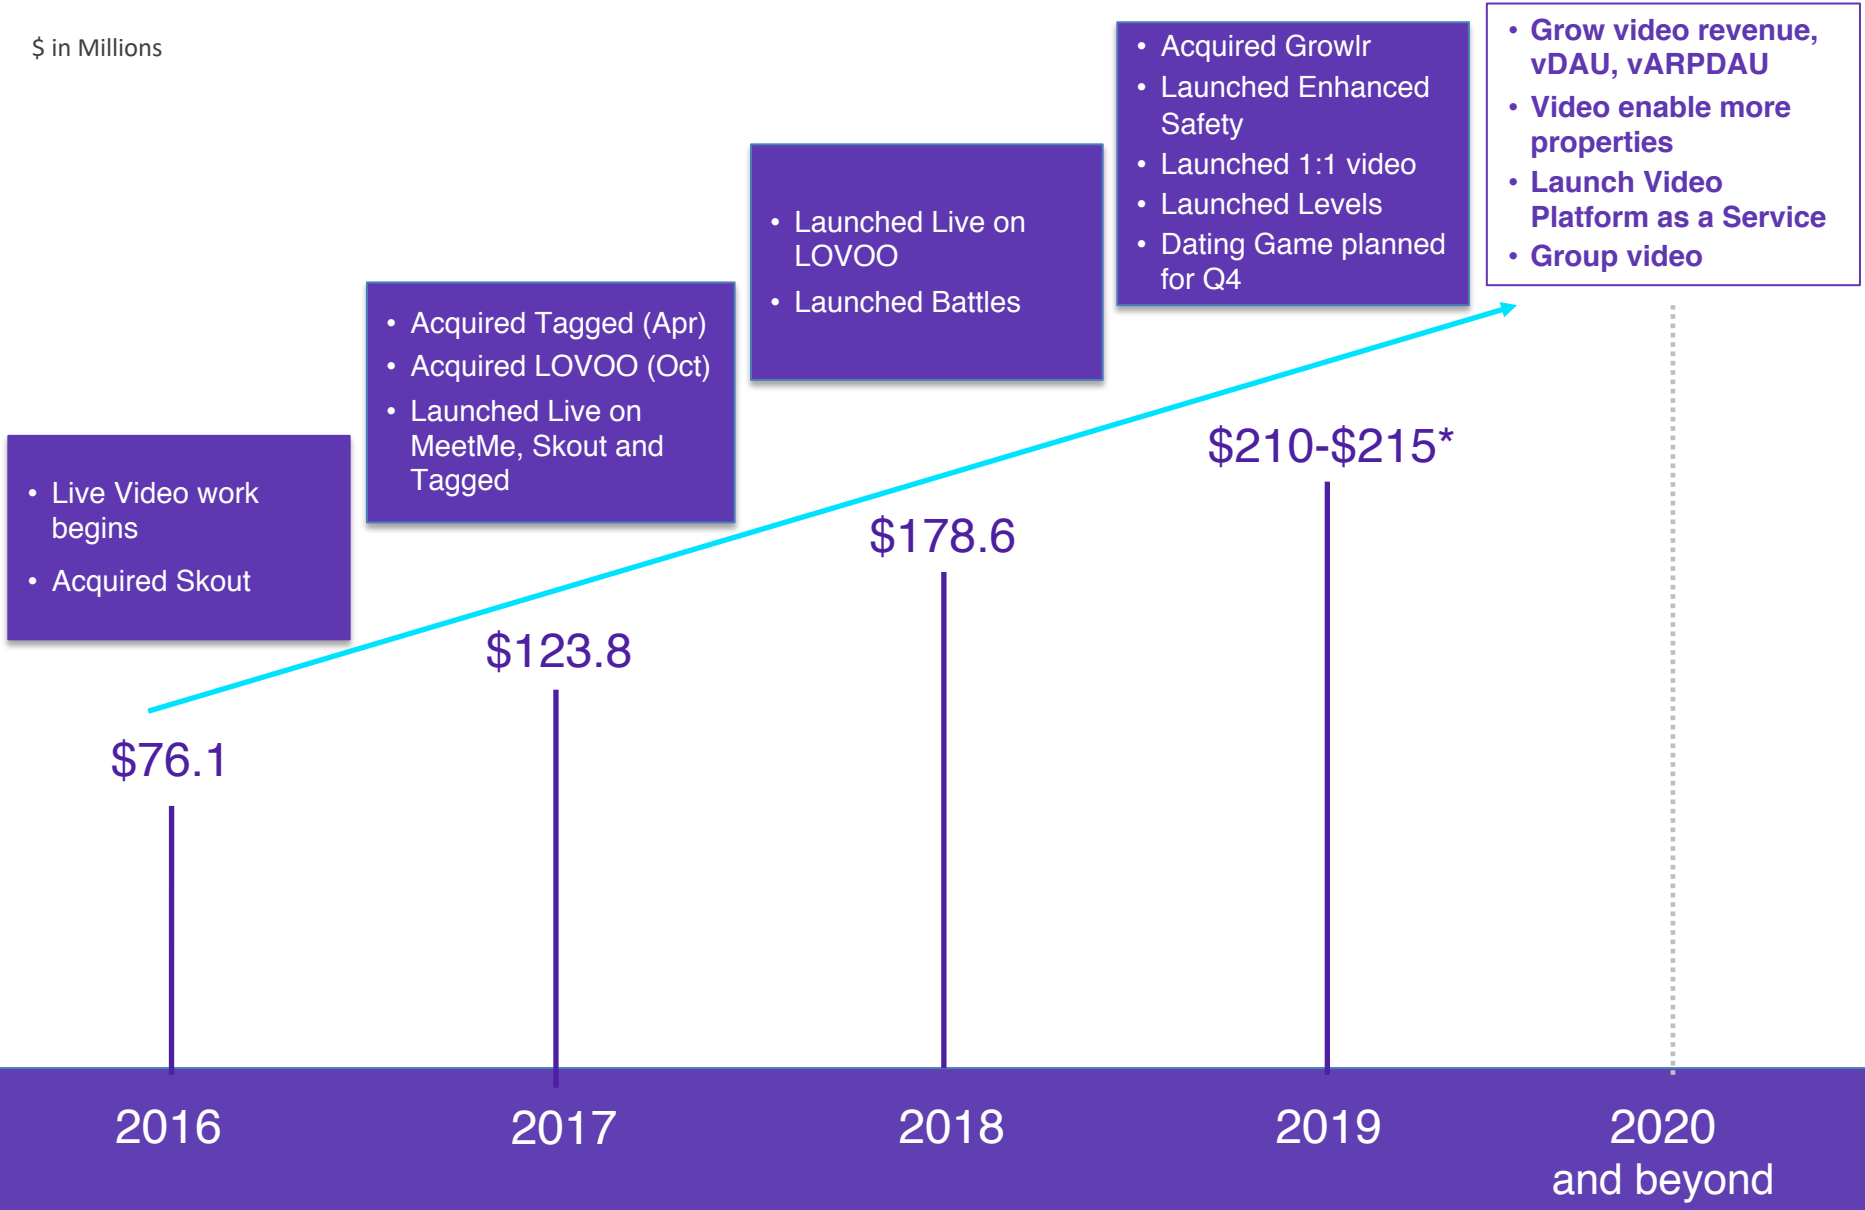 $ in Millions
• Live Video work
begins
• Acquired Skout
• Acquired Tagged (Apr)
• Acquired LOVOO (Oct)
• Launched Live on
MeetMe, Skout and
Tagged
• Launched Live on
LOVOO
• Launched Battles
• Acquired Growlr
• Launched Enhanced
Safety
• Launched 1:1 video
• Launched Levels
• Dating Game planned
for Q4
• Grow video revenue,
vDAU, vARPDAU
• Video enable more
properties
• Launch Video
Platform as a Service
• Group video
$76.1
$123.8
$178.6
$210-$215*
2016
2017
2018
2019
2020
and beyond